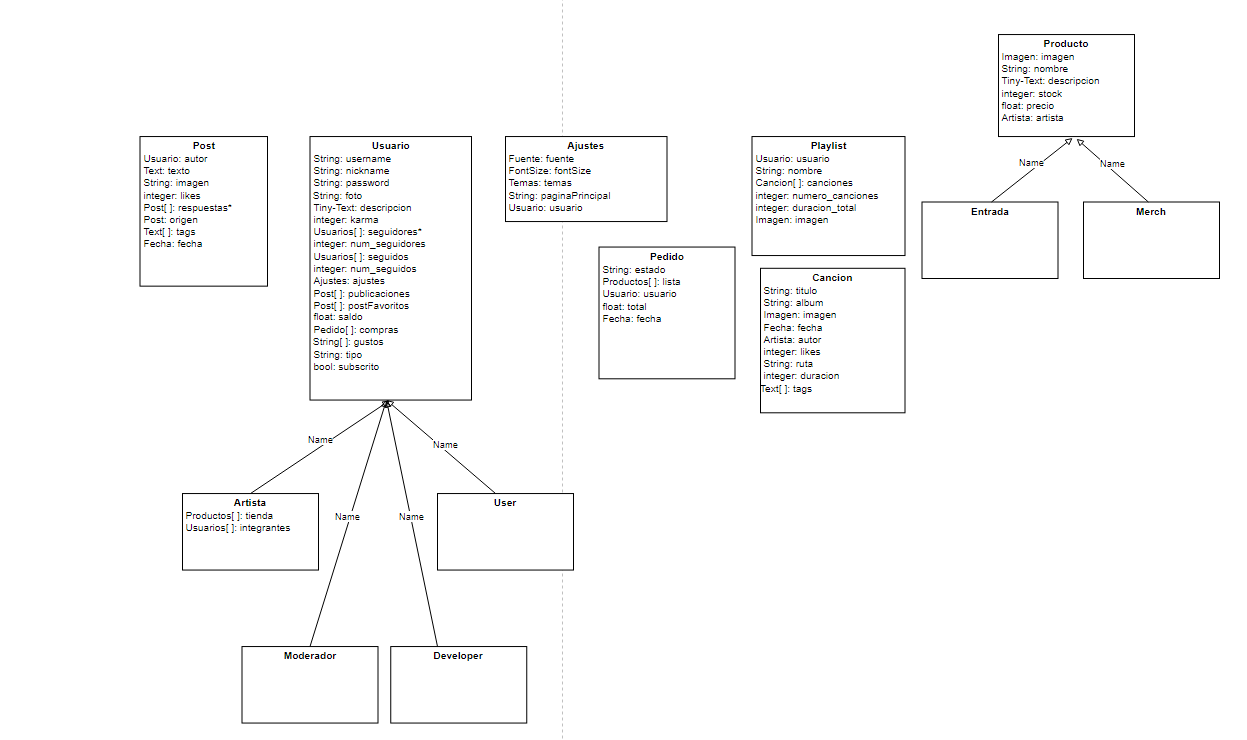 Producto
Imagen: imagen
String: nombre
Tiny-Text: descripcion
integer: stock
float: precio
Artista: artista
Post
Usuario: autor
Text: texto
String: imagen
integer: likes
Post[ ]: respuestas*
Post: origen
Text[ ]: tags
Fecha: fecha
Usuario
String: username
String: nickname
String: password
String: foto
Tiny-Text: descripcion
integer: karma
Usuarios[ ]: seguidores*
integer: num_seguidores
Usuarios[ ]: seguidos
integer: num_seguidos
Ajustes: ajustes
Post[ ]: publicaciones
Post[ ]: postFavoritos
float: saldo
Pedido[ ]: compras
String[ ]: gustos
String: tipo
bool: subscrito
Ajustes
Fuente: fuente
FontSize: fontSize
Temas: temas
String: paginaPrincipal
Usuario: usuario
Playlist
Usuario: usuario
String: nombre
Cancion[ ]: canciones
integer: numero_canciones
integer: duracion_total
Imagen: imagen
Name
Name
Entrada
Merch
Pedido
String: estado
Productos[ ]: lista
Usuario: usuario
float: total
Fecha: fecha
Cancion
String: titulo
String: album
Imagen: imagen
Fecha: fecha
Artista: autor
integer: likes
String: ruta
integer: duracion
Text[ ]: tags
Name
Name
Name
Name
Artista
Productos[ ]: tienda
Usuarios[ ]: integrantes
User
Moderador
Developer